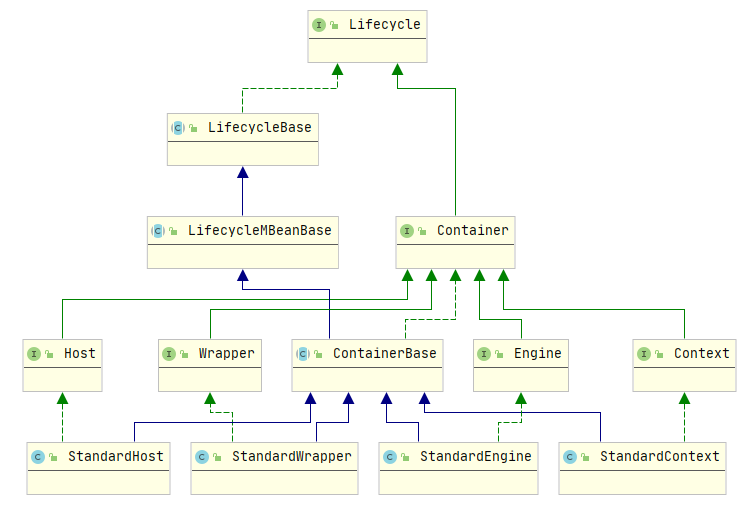 Lifecycle
LifecycleBase
LifecycleMBeanBase
Container
Host
Wrapper
ContainerBase
Engine
Context
StandardHost
StandardWrapper
StandardEngine
StandardContext